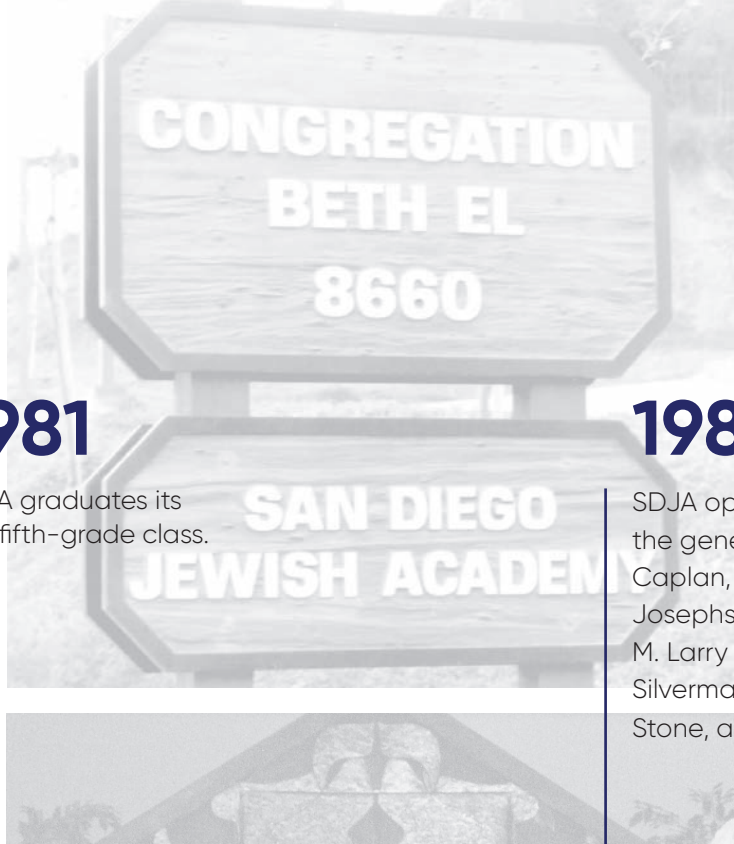 CONGREGATION
BETH EL
8660
SAN DIEGO
JEWISH ACADEMY
981
A graduates its
fifth-grade class.
198
SDJA op
the gene
Caplan,
Josephs
M. Larry
Silverma
Stone, a